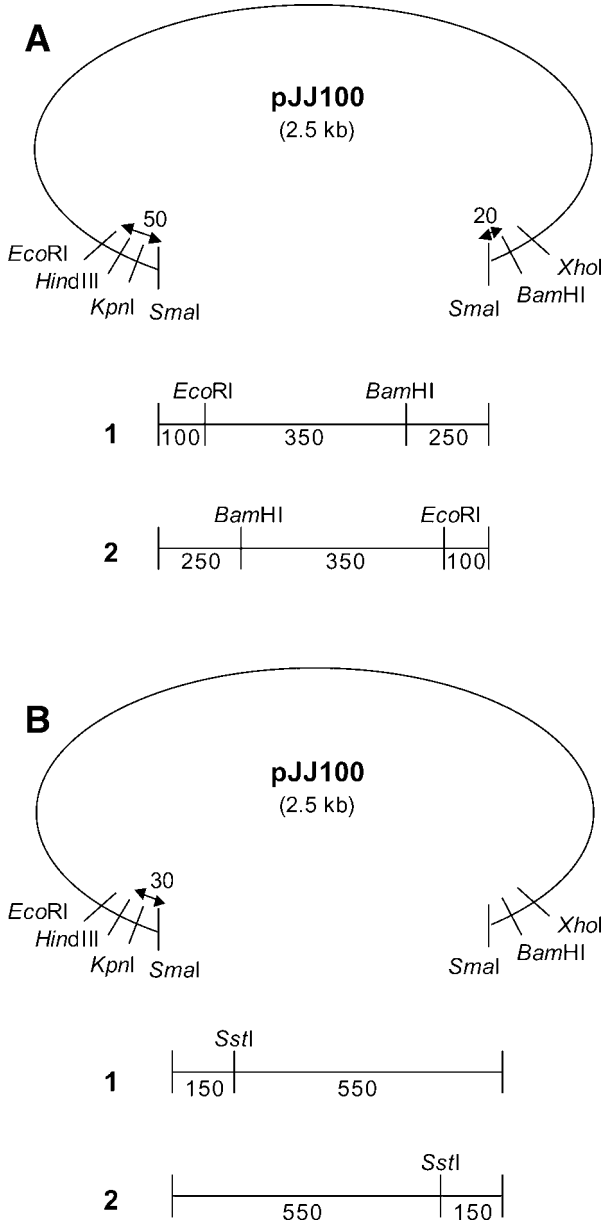 A
pJJ100
(2.5 kb)
50
20
EcoRI
HindIII
KpnI
SmaI
SmaI
BamHI
XhoI
EcoRI BamHI
1
100 350 250
BamHI EcoRI
2
250 350 100
B
pJJ100
(2.5 kb)
30
EcoRI
HindIII
KpnI
SmaI
SmaI
BamHI
XhoI
SstI
1
150 550
SstI
2
550 150